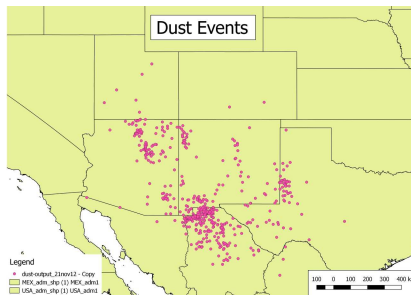 Dust Events
Legend
dust-output_21nov12 - Copy
MEX_adm_shp (1) MEX_adm1
USA_adm_shp (1) USA_adm1
100 0 100 200 300 400 k